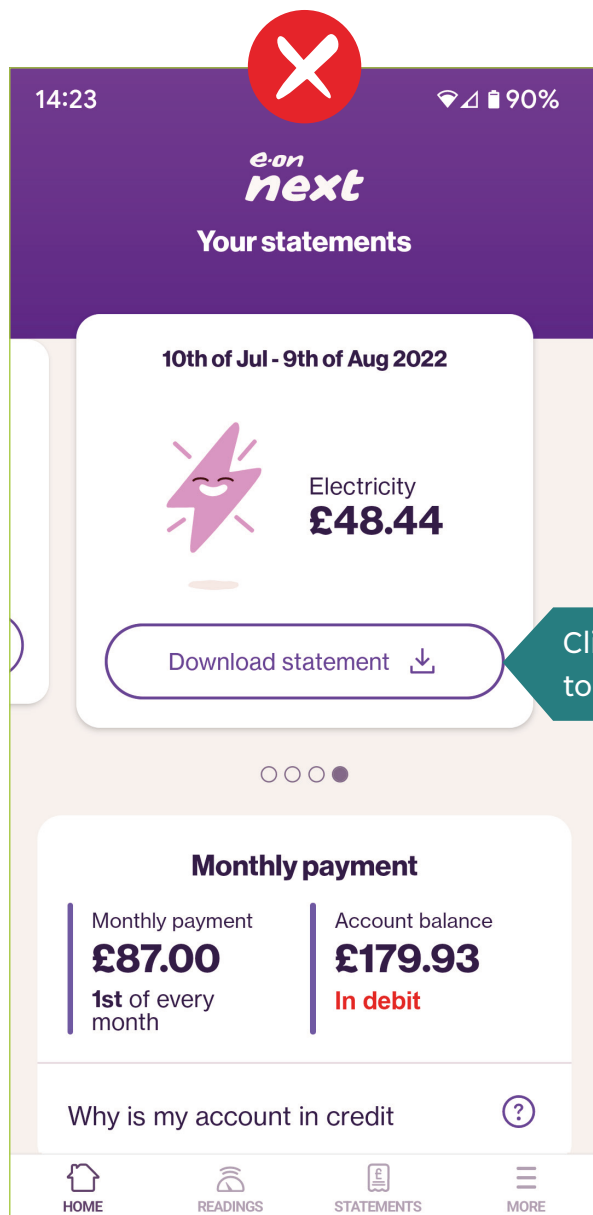 14:23
90%
e·on
next
Your statements
10th of Jul - 9th of Aug 2022
Electricity
£48.44
Download statement
Cli
to
Monthly payment
Monthly payment
£87.00
1st of every
month
Account balance
£179.93
In debit
Why is my account in credit
?
HOME
READINGS
£
STATEMENTS
MORE